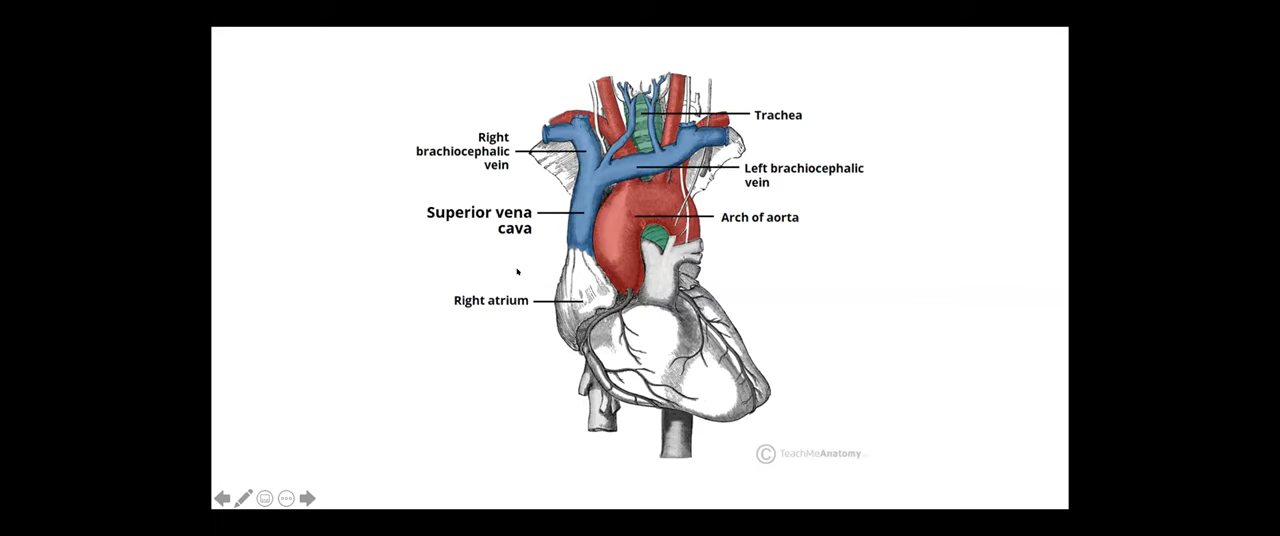 Trachea
Right
brachiocephalic
vein
Left brachiocephalic
vein
Superior vena
cava
Arch of aorta
Right atrium
© TeachMeAnatomy